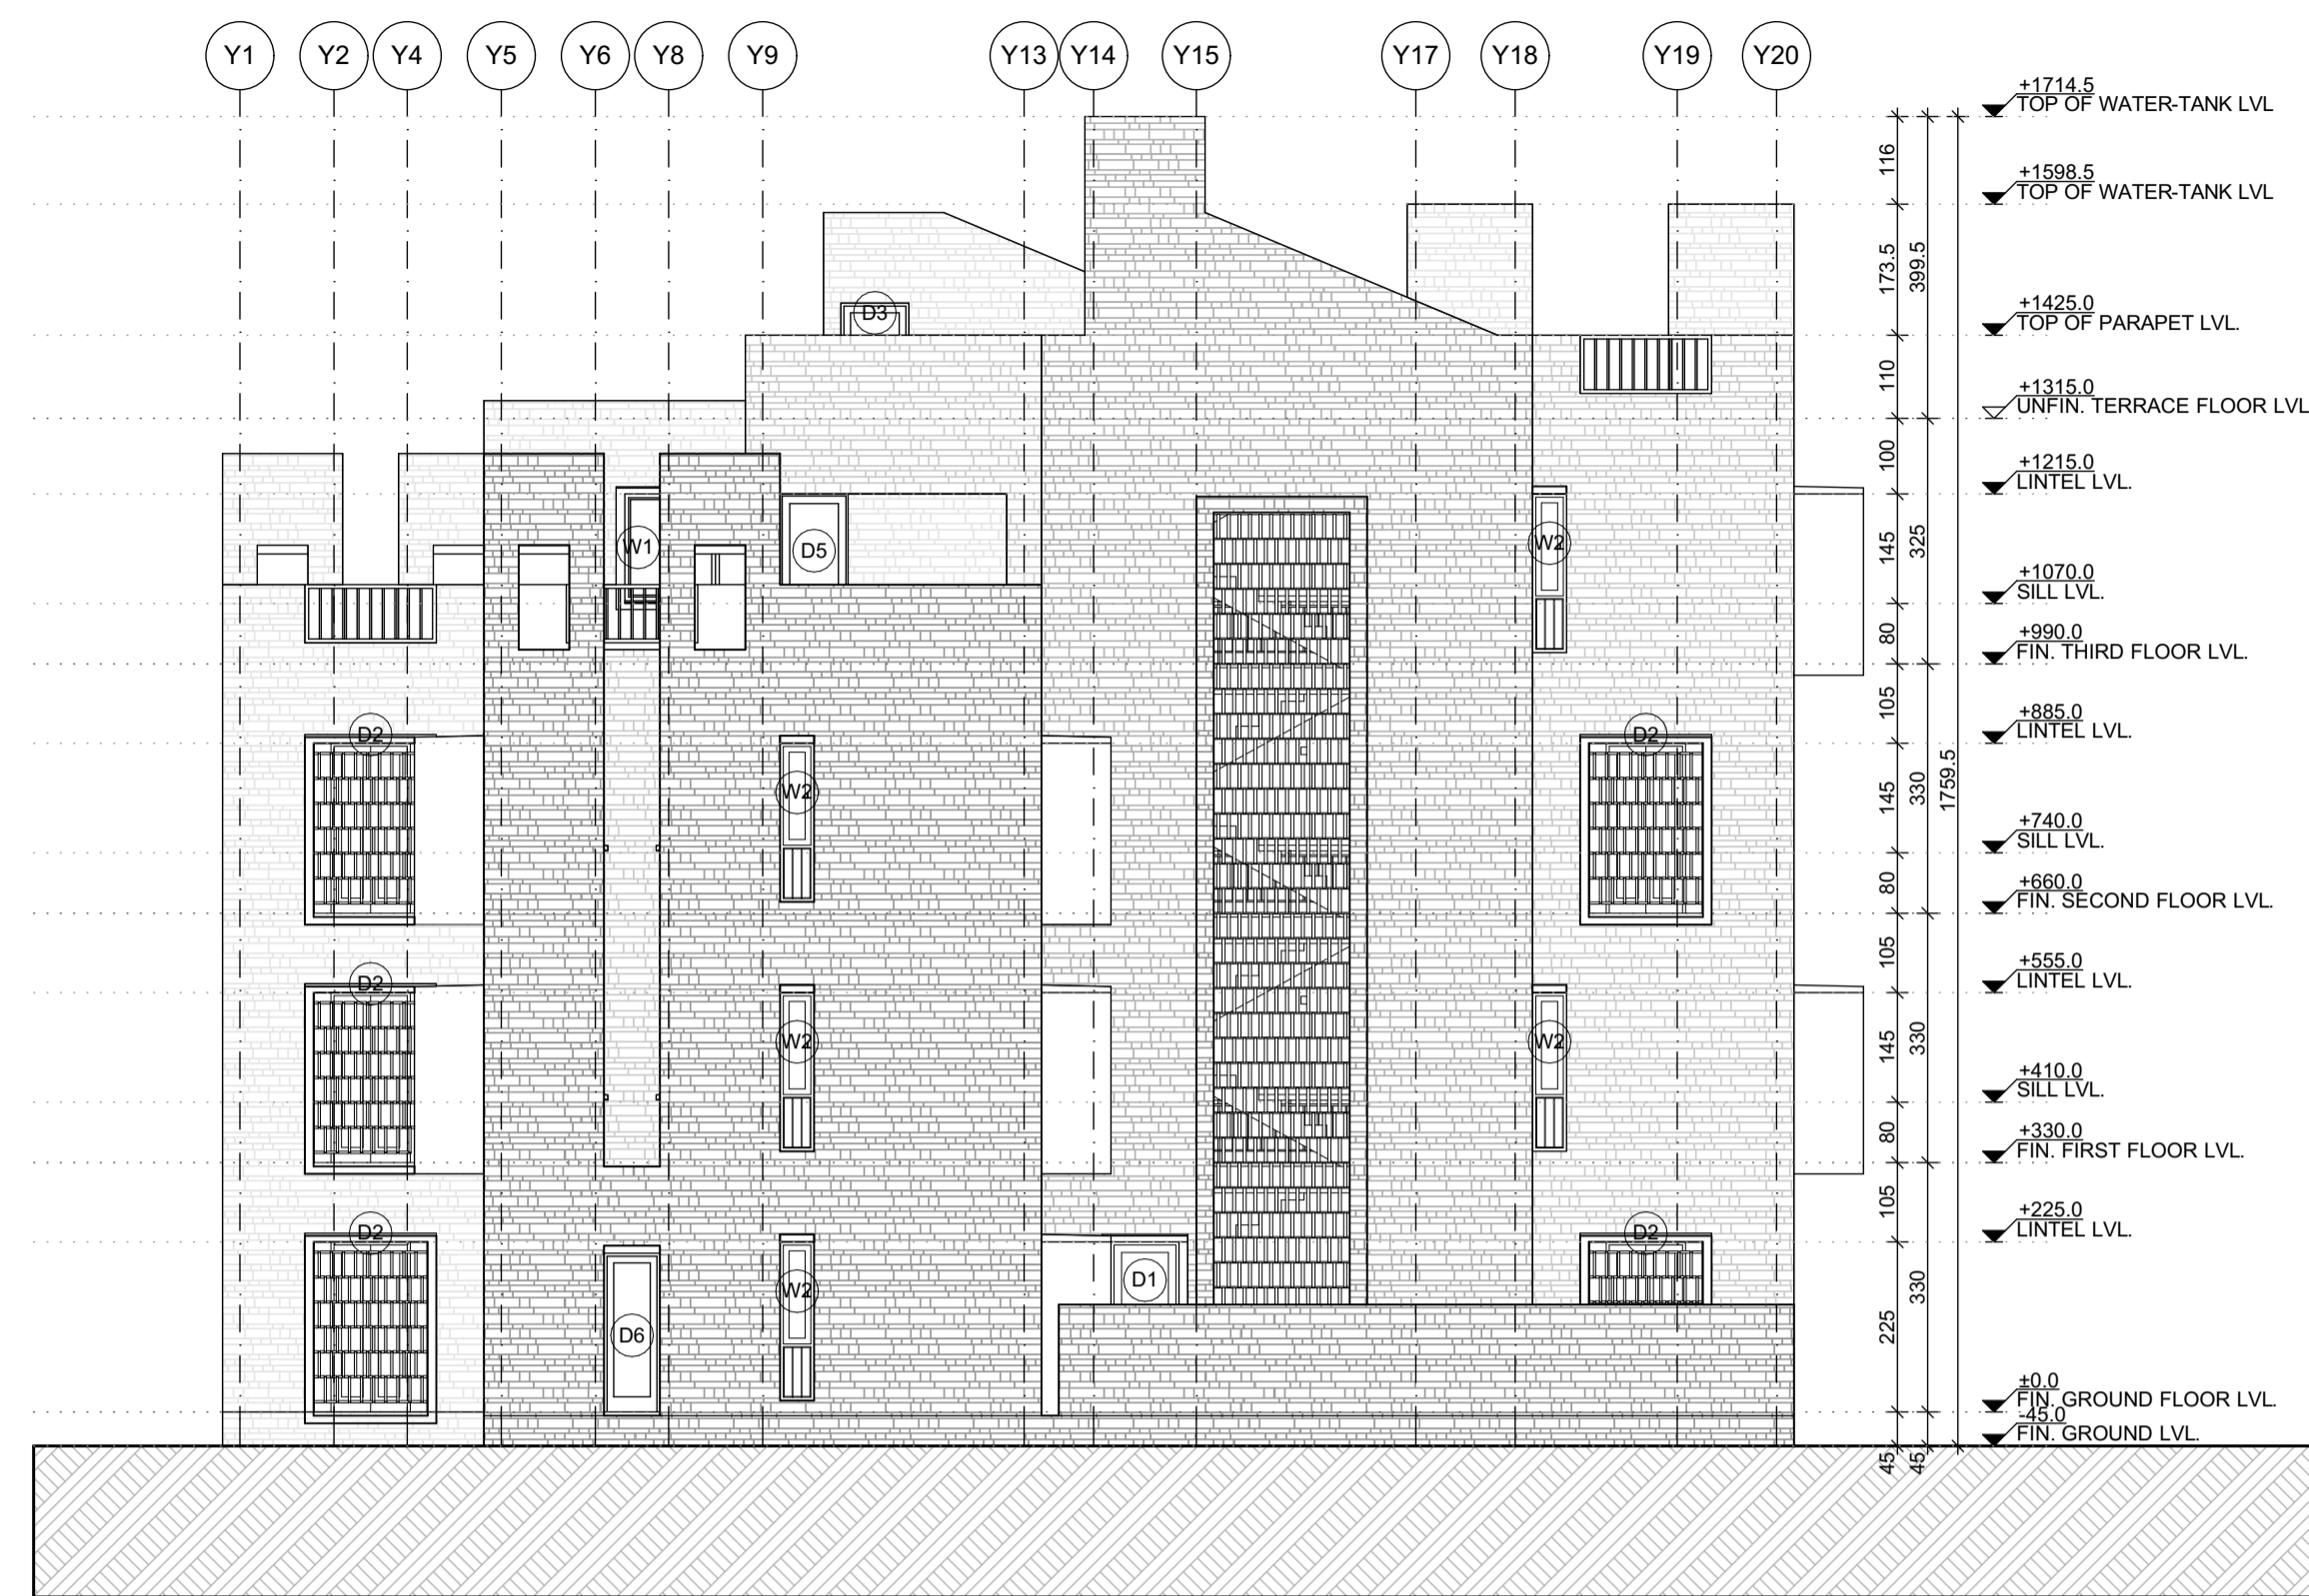 Y1 Y2 Y4 Y5 Y6 Y8 Y9 Y13 Y14 Y15 Y17 Y18 Y19 Y20
+1714.5
TOP OF WATER-TANK LVL
116
+1598.5
TOP OF WATER-TANK LVL
173.5 399.5
D3
+1425.0
TOP OF PARAPET LVL.
110
+1315.0
UNFIN. TERRACE FLOOR LVL
100
+1215.0
LINTEL LVL.
W1 D5 W2
145 325
+1070.0
SILL LVL.
80
+990.0
FIN. THIRD FLOOR LVL.
105
+885.0
LINTEL LVL.
D2 D2
W2
145 330 1759.5
+740.0
SILL LVL.
80
+660.0
FIN. SECOND FLOOR LVL.
105
+555.0
LINTEL LVL.
D2
W2 W2
145 330
+410.0
SILL LVL.
80
+330.0
FIN. FIRST FLOOR LVL.
105
+225.0
LINTEL LVL.
D2 D2
D1
W2
D6
225 330
±0.0
FIN. GROUND FLOOR LVL.
-45.0
FIN. GROUND LVL.
45 45